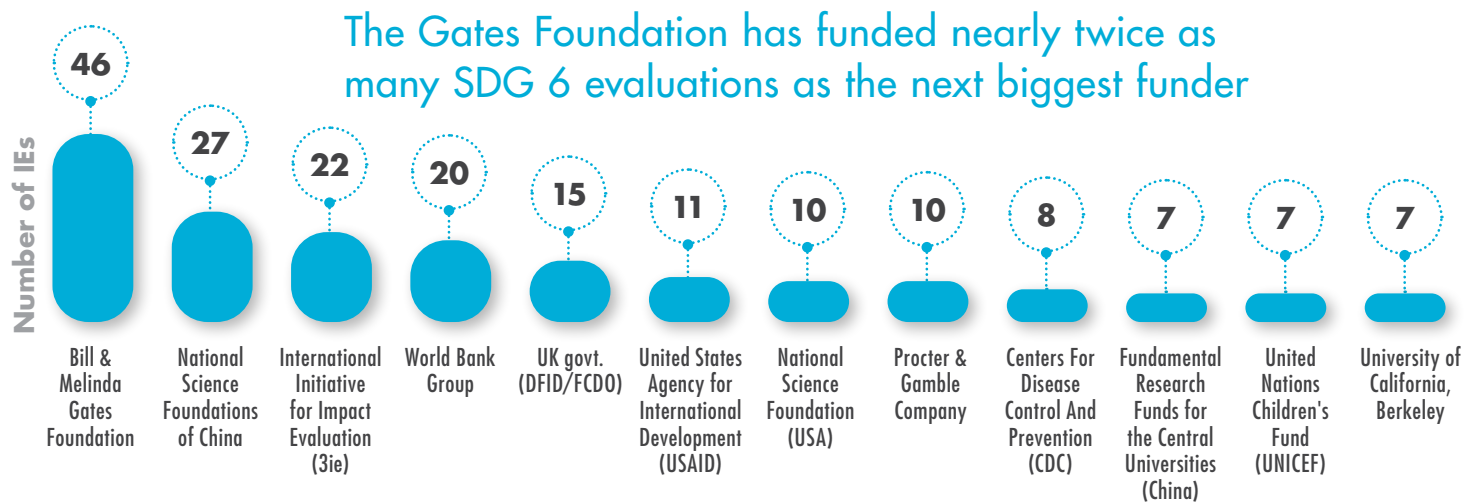 The Gates Foundation has funded nearly twice as
many SDG 6 evaluations as the next biggest funder
Number of IEs
46
27
22
20
15
11
10
10
8
7
7
7
Bill &
Melinda
Gates
Foundation
National
Science
Foundations
of China
International
Initiative
for Impact
Evaluation
(3ie)
World Bank
Group
UK govt.
(DFID/FCDO)
United States
Agency for
International
Development
(USAID)
National
Science
Foundation
(USA)
Procter &
Gamble
Company
Centers For
Disease
Control And
Prevention
(CDC)
Fundamental
Research
Funds for
the Central
Universities
(China)
United
Nations
Children's
Fund
(UNICEF)
University of
California,
Berkeley